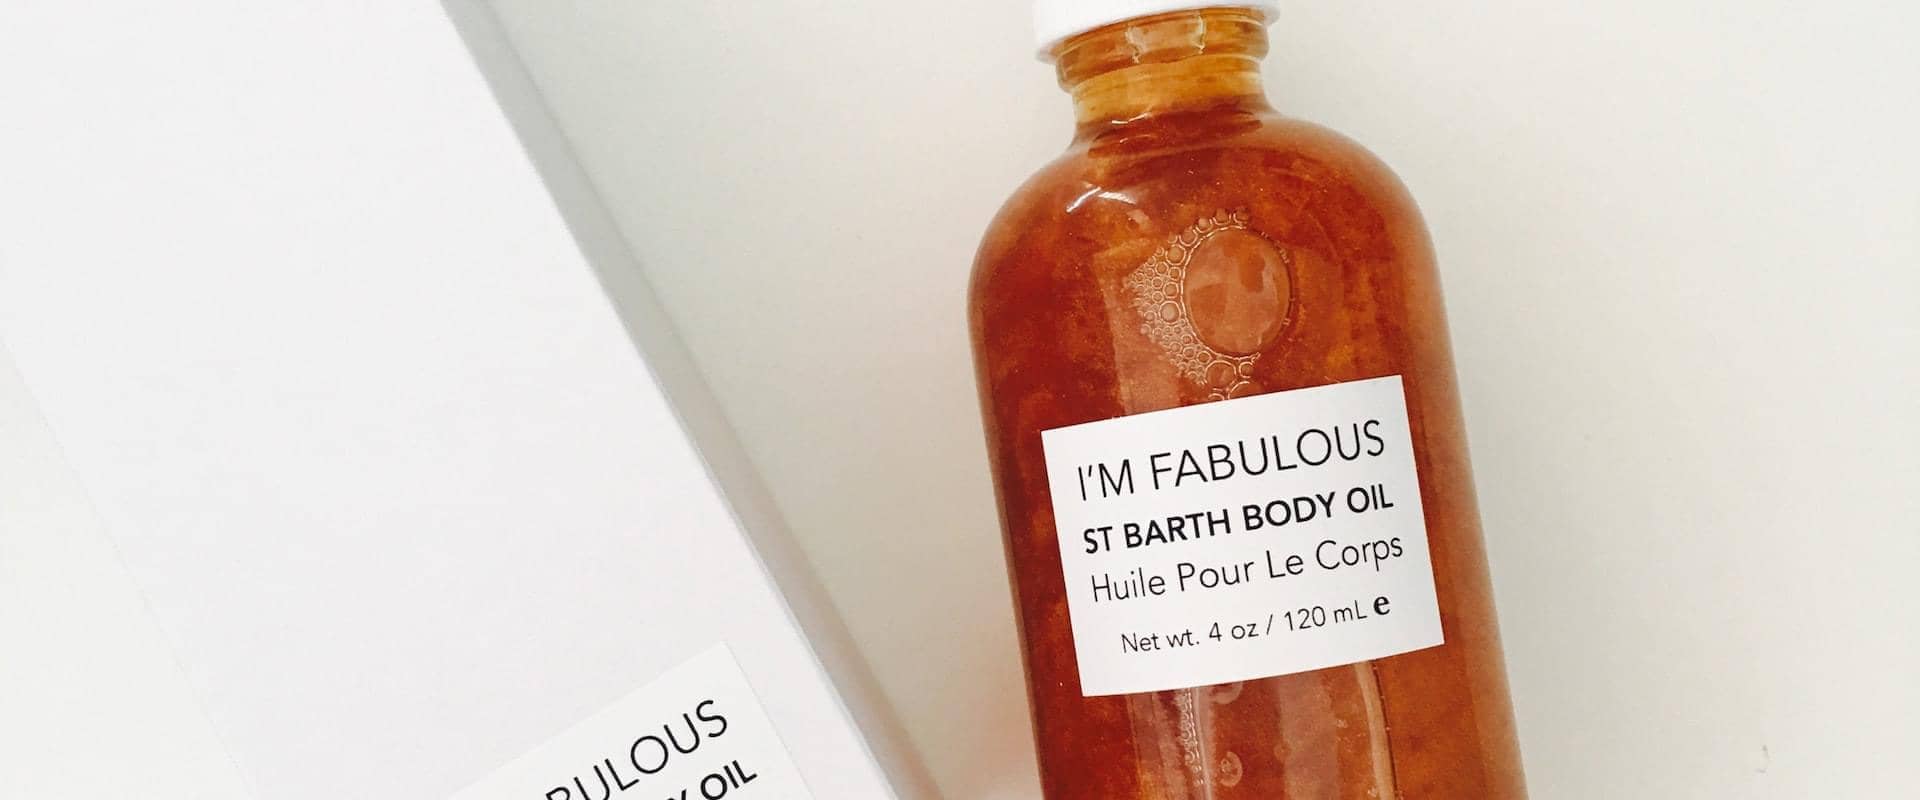 I'M FABULOUS
ST BARTH BODY OIL
Huile Pour Le Corps
Net wt. 4 oz / 120 mL e
BULOUS
OIL